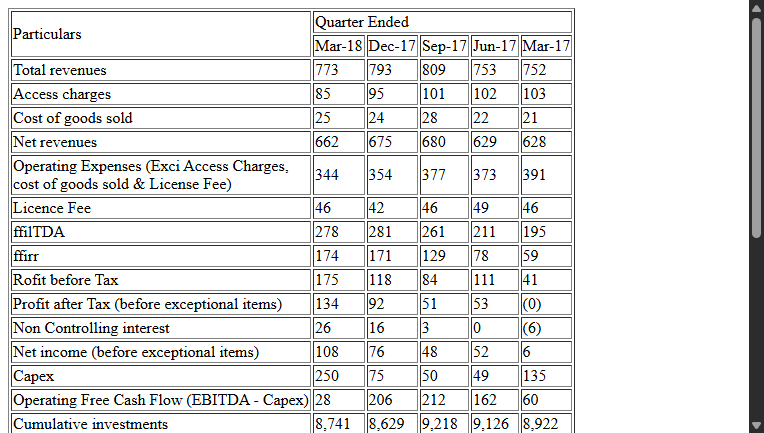 Particulars Quarter Ended
Mar-18 Dec-17 Sep-17 Jun-17 Mar-17
Total revenues 773 793 809 753 752
Access charges 85 95 101 102 103
Cost of goods sold 25 24 28 22 21
Net revenues 662 675 680 629 628
Operating Expenses (Exci Access Charges,
cost of goods sold & License Fee) 344 354 377 373 391
Licence Fee 46 42 46 49 46
ffilTDA 278 281 261 211 195
ffirr 174 171 129 78 59
Rofit before Tax 175 118 84 111 41
Profit after Tax (before exceptional items) 134 92 51 53 (0)
Non Controlling interest 26 16 3 0 (6)
Net income (before exceptional items) 108 76 48 52 6
Capex 250 75 50 49 135
Operating Free Cash Flow (EBITDA - Capex) 28 206 212 162 60
Cumulative investments 8,741 8,629 9,218 9,126 8,922